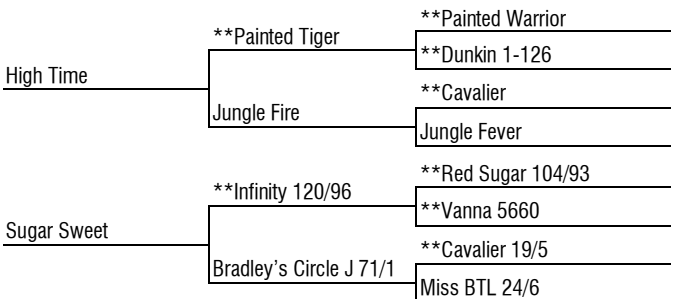 **Painted Warrior
**Painted Tiger
**Dunkin 1-126
High Time
**Cavalier
Jungle Fire
Jungle Fever
**Red Sugar 104/93
**Infinity 120/96
**Vanna 5660
Sugar Sweet
**Cavalier 19/5
Bradley’s Circle J 71/1
Miss BTL 24/6